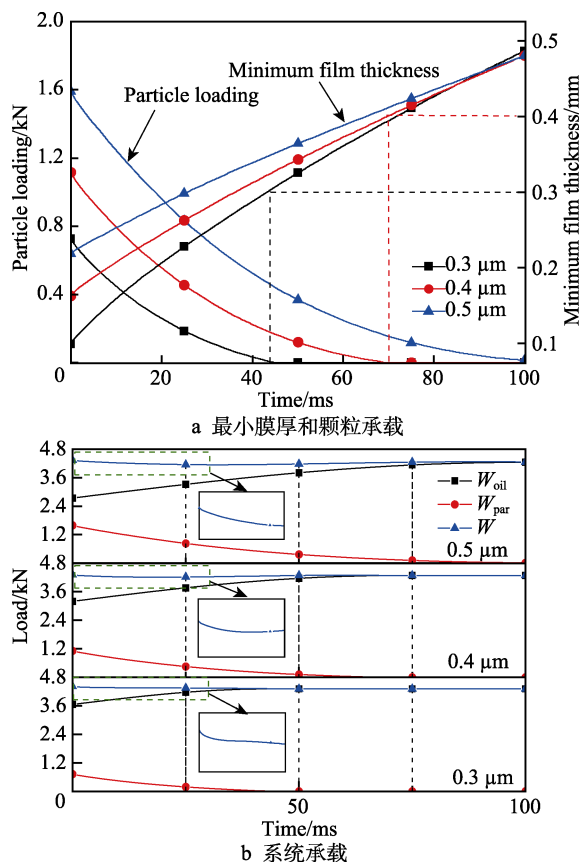 2.0
1.6
1.2
0.8
0.4
Particle loading/kN
0.5
0.4
0.3
0.2
0.1
Minimum film thickness/mm
Minimum film thickness
Particle loading
0.3 μm
0.4 μm
0.5 μm
0 20 40 60 80 100
Time/ms
a 最小膜厚和颗粒承载
4.8
3.6
2.4
1.2
4.8
3.6
2.4
1.2
4.8
3.6
2.4
1.2
0
Load/kN
Woil
Wpar
W
0.5 μm
0.4 μm
0.3 μm
0 50 100
Time/ms
b 系统承载